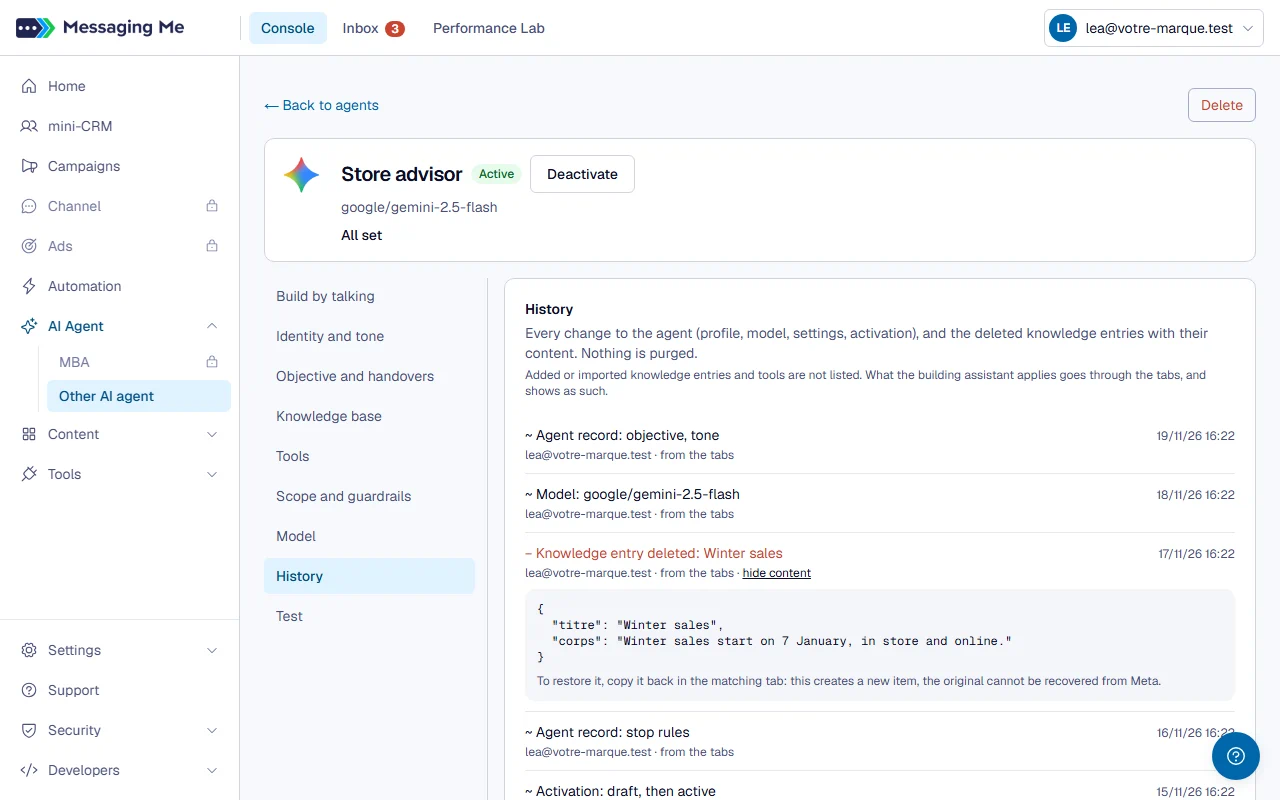 Messaging Me
Console
Inbox 3
Performance Lab
LE lea@votre-marque.test
Home
mini-CRM
Campaigns
Channel
Ads
Automation
AI Agent
MBA
Other AI agent
Content
Tools
Settings
Support
Security
Developers
← Back to agents
Delete
Store advisor Active Deactivate
google/gemini-2.5-flash
All set
Build by talking
Identity and tone
Objective and handovers
Knowledge base
Tools
Scope and guardrails
Model
History
Test
History
Every change to the agent (profile, model, settings, activation), and the deleted knowledge entries with their
content. Nothing is purged.
Added or imported knowledge entries and tools are not listed. What the building assistant applies goes through the tabs, and
shows as such.
~ Agent record: objective, tone 19/11/26 16:22
lea@votre-marque.test · from the tabs
~ Model: google/gemini-2.5-flash 18/11/26 16:22
lea@votre-marque.test · from the tabs
− Knowledge entry deleted: Winter sales 17/11/26 16:22
lea@votre-marque.test · from the tabs · hide content
{
"titre": "Winter sales",
"corps": "Winter sales start on 7 January, in store and online."
}
To restore it, copy it back in the matching tab: this creates a new item, the original cannot be recovered from Meta.
~ Agent record: stop rules 16/11/26 16:22
lea@votre-marque.test · from the tabs
~ Activation: draft, then active 15/11/26 16:22